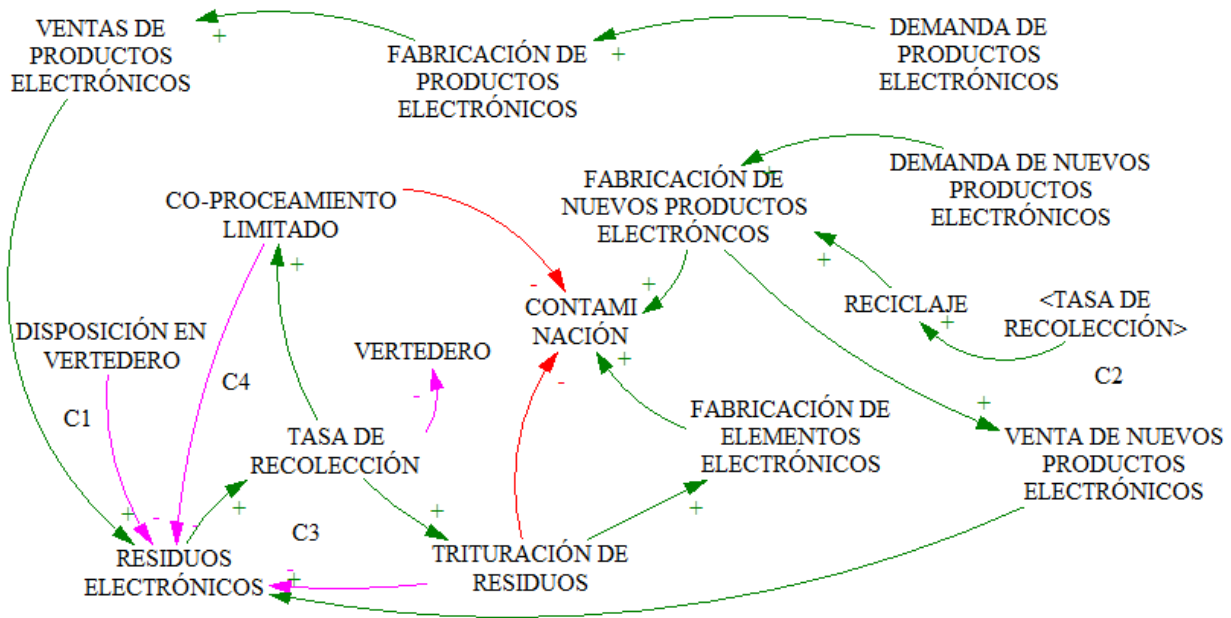 VENTAS DE
PRODUCTOS
ELECTRÓNICOS
+
FABRICACIÓN DE
PRODUCTOS
ELECTRÓNICOS
+
DEMANDA DE
PRODUCTOS
ELECTRÓNICOS
CO-PROCEAMIENTO
LIMITADO
+
FABRICACIÓN DE
NUEVOS PRODUCTOS
ELECTRÓNCOS
+
DEMANDA DE NUEVOS
PRODUCTOS
ELECTRÓNICOS
+
-
+
CONTAMI
NACIÓN
+
-
RECICLAJE
+
<TASA DE
RECOLECCIÓN>
C2
DISPOSICIÓN EN
VERTEDERO
C1
C4
VERTEDERO
-
TASA DE
RECOLECCIÓN
+
FABRICACIÓN DE
ELEMENTOS
ELECTRÓNICOS
+
+
VENTA DE NUEVOS
PRODUCTOS
ELECTRÓNICOS
+
-
-
+
C3
RESIDUOS
ELECTRÓNICOS
-
+
TRITURACIÓN DE
RESIDUOS